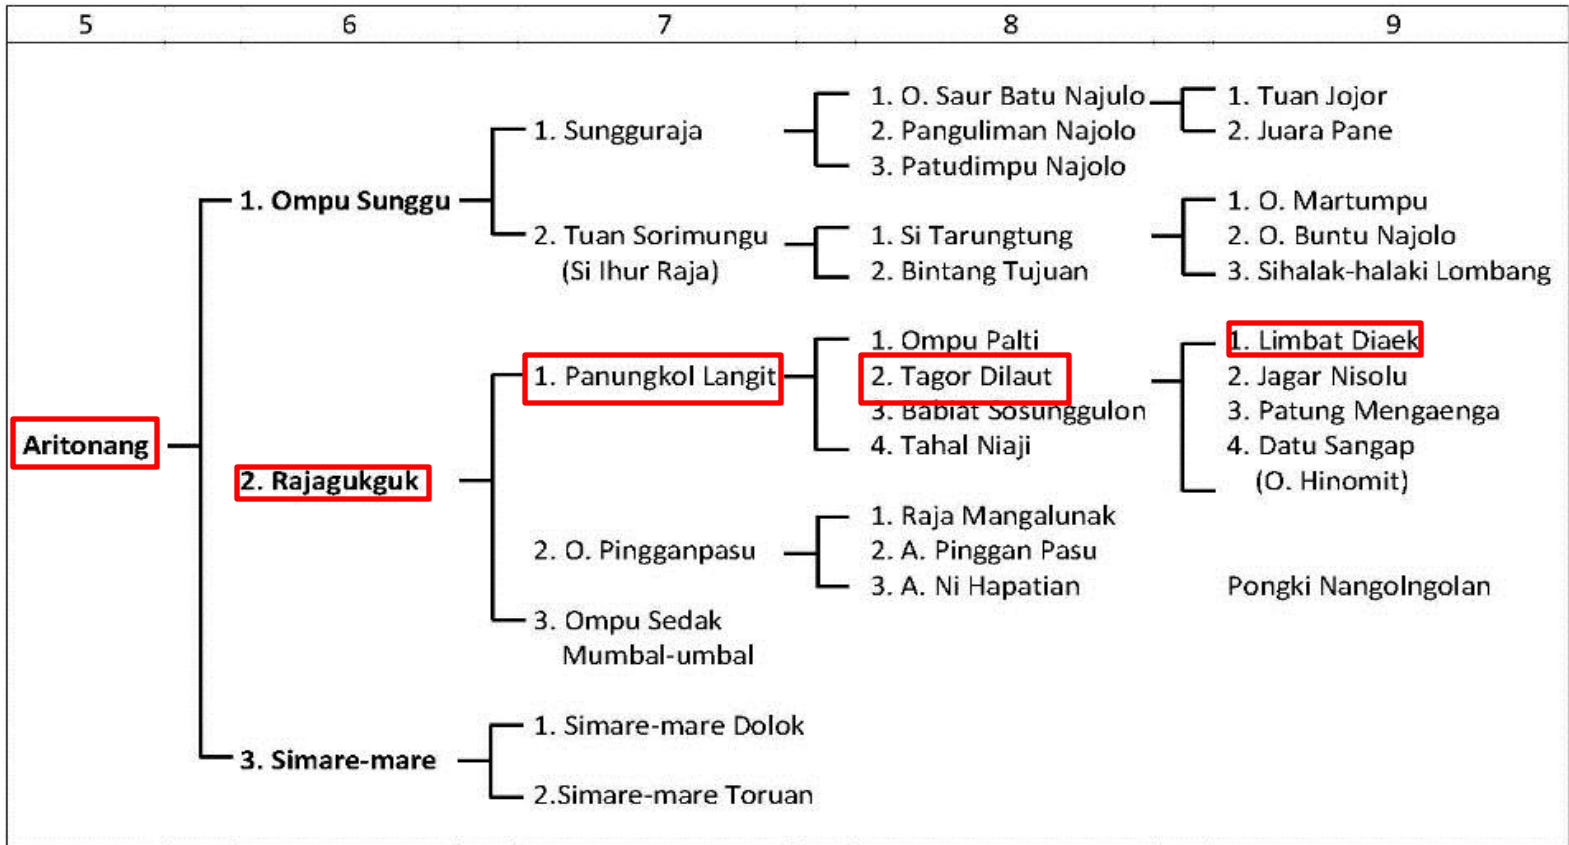 5 6 7 8 9
1. O. Saur Batu Najulo 1. Tuan Jojor
1. Sungguraja 2. Panguliman Najolo 2. Juara Pane
3. Patudimpu Najolo
1. Ompu Sunggu 1. O. Martumpu
2. Tuan Sorimungu 1. Si Tarungtung 2. O. Buntu Najolo
(Si Ihur Raja) 2. Bintang Tujuan 3. Sihalak-halaki Lombang
1. Ompu Palti 1. Limbat Diaek
1. Panungkol Langit 2. Tagor Dilaut 2. Jagar Nisolu
3. Babiat Sosunggulon 3. Patung Mengaenga
Aritonang 4. Tahal Niaji 4. Datu Sangap
2. Rajagukguk (O. Hinomit)
1. Raja Mangalunak
2. O. Pingganpasu 2. A. Pinggan Pasu
3. A. Ni Hapatian Pongki NangoIngolan
3. Ompu Sedak
Mumbal-umbal
1. Simare-mare Dolok
3. Simare-mare
2.Simare-mare Toruan